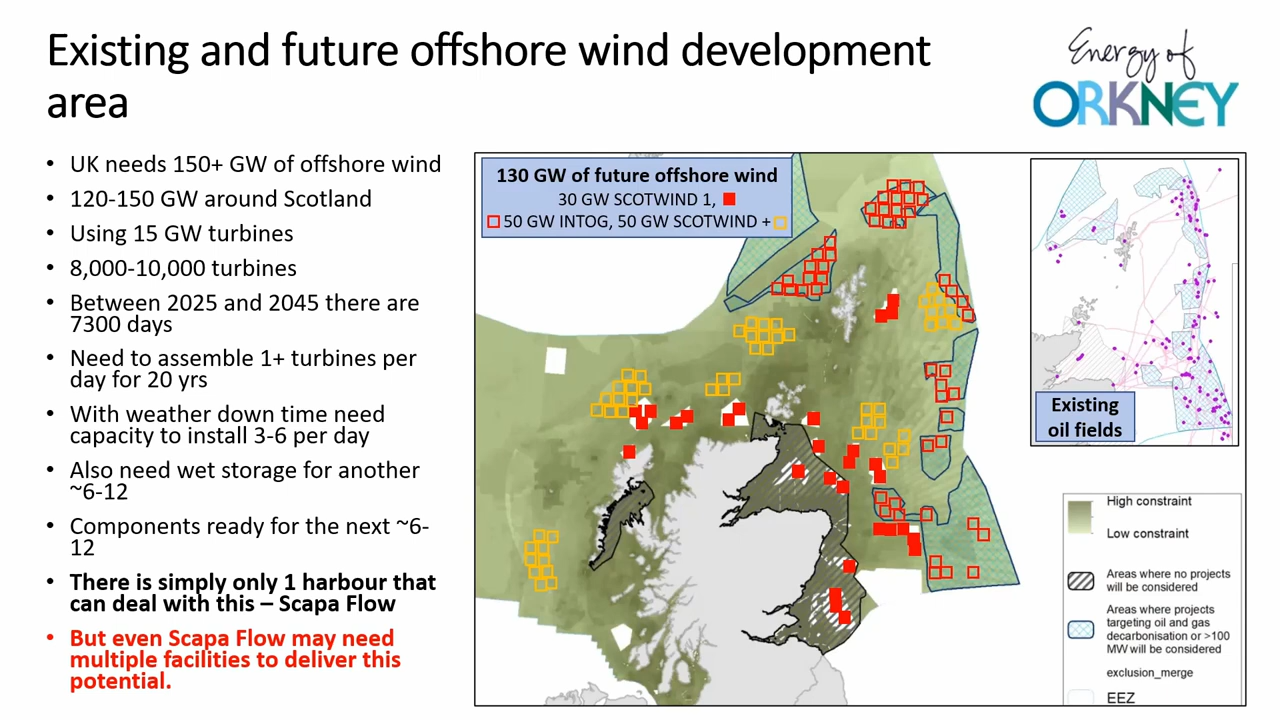 Existing and future offshore wind development
area
Energy of
ORKNEY
• UK needs 150+ GW of offshore wind
• 120-150 GW around Scotland
• Using 15 GW turbines
• 8,000-10,000 turbines
• Between 2025 and 2045 there are
7300 days
• Need to assemble 1+ turbines per
day for 20 yrs
• With weather down time need
capacity to install 3-6 per day
• Also need wet storage for another
~6-12
• Components ready for the next ~6-
12
• There is simply only 1 harbour that
can deal with this – Scapa Flow
• But even Scapa Flow may need
multiple facilities to deliver this
potential.
130 GW of future offshore wind
30 GW SCOTWIND 1,
50 GW INTOG, 50 GW SCOTWIND +
Existing
oil fields
High constraint
Low constraint
Areas where no projects
will be considered
Areas where projects
targeting oil and gas
decarbonisation or >100
MW will be considered
exclusion_merge
EEZ